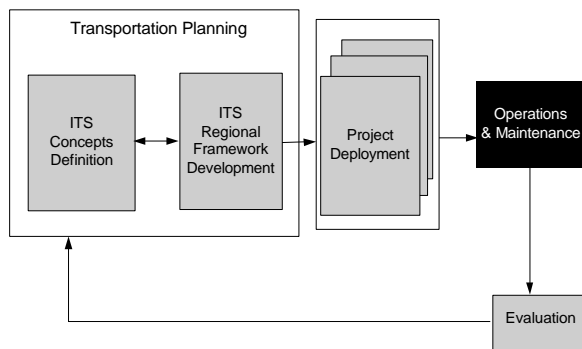 Transportation Planning
ITS
Concepts
Definition
ITS
Regional
Framework
Development
Project
Deployment
Operations
& Maintenance
Evaluation